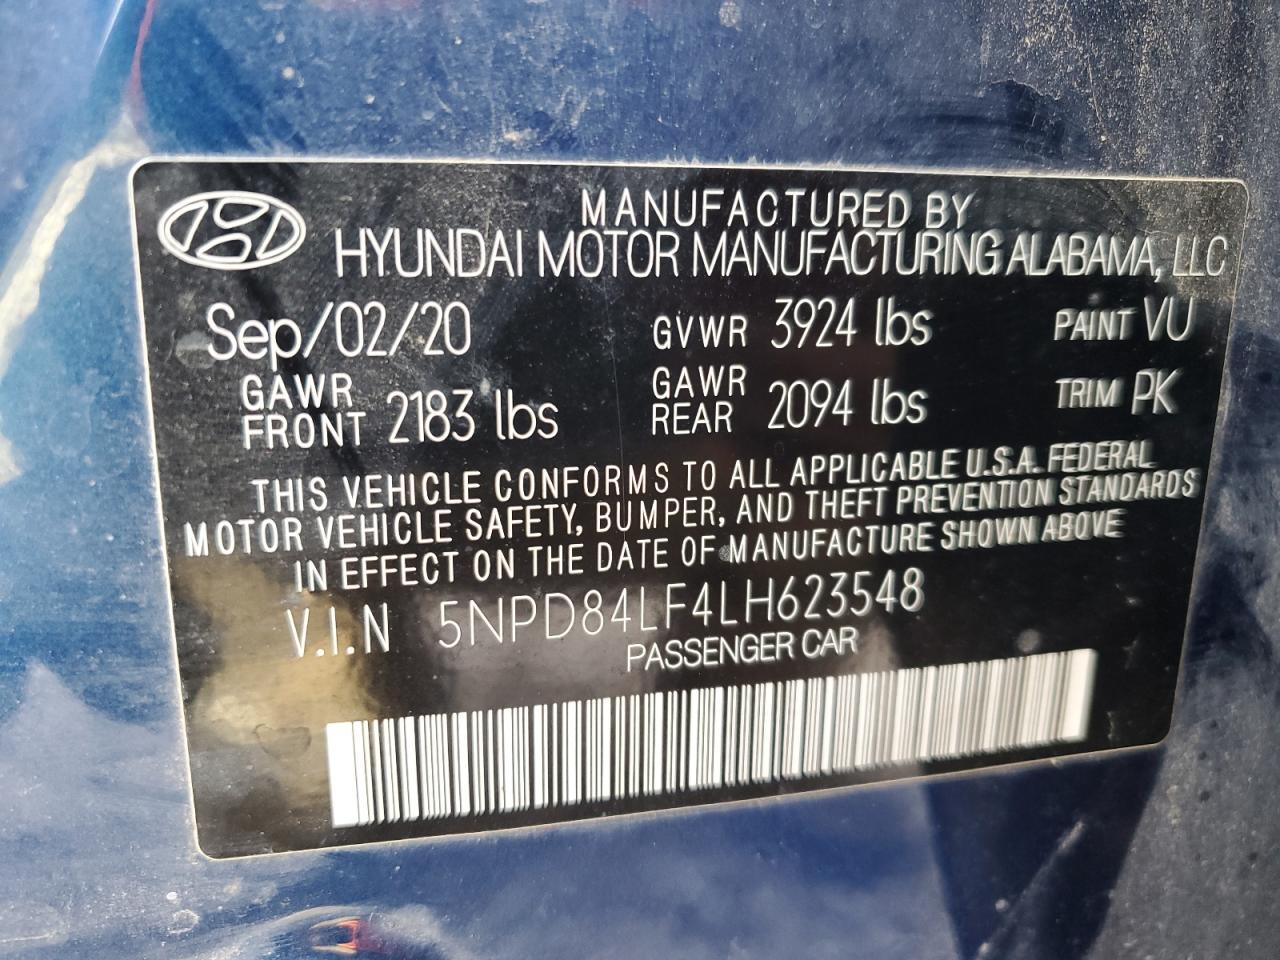 MANUFACTURED BY
HYUNDAI MOTOR MANUFACTURING ALABAMA, LLC
Sep/02/20 GVWR 3924 lbs PAINT VU
GAWR FRONT 2183 lbs GAWR REAR 2094 lbs TRIM PK
THIS VEHICLE CONFORMS TO ALL APPLICABLE U.S.A. FEDERAL
MOTOR VEHICLE SAFETY, BUMPER, AND THEFT PREVENTION STANDARDS
IN EFFECT ON THE DATE OF MANUFACTURE SHOWN ABOVE
V.I.N 5NPD84LF4LH623548
PASSENGER CAR